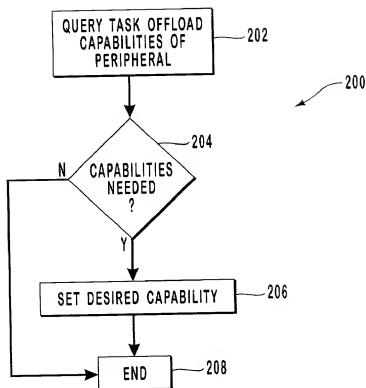 QUERY TASK OFFLOAD
CAPABILITIES OF
PERIPHERAL
202
200
204
N
CAPABILITIES
NEEDED
?
Y
SET DESIRED CAPABILITY
206
END
208